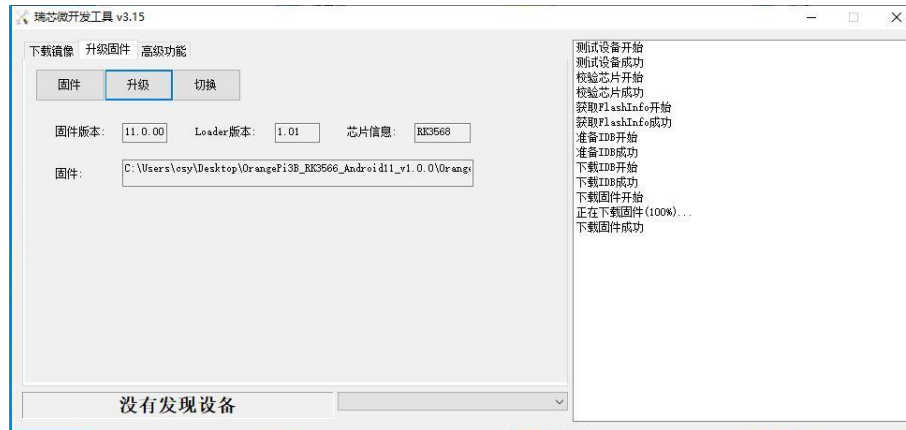 瑞芯微开发工具 v3.15
下载镜像 升级固件 高级功能
固件 升级 切换
固件版本: 11.0.00 Loader版本: 1.01 芯片信息: RK3568
固件: C:\Users\csy\Desktop\OrangePi3B_RK3566_Android11_v1.0.0\Orange
没有发现设备
测试设备开始
测试设备成功
校验芯片开始
校验芯片成功
获取FlashInfo开始
获取FlashInfo成功
准备IDB开始
准备IDB成功
下载IDB开始
下载IDB成功
下载固件开始
正在下载固件(100%)...
下载固件成功